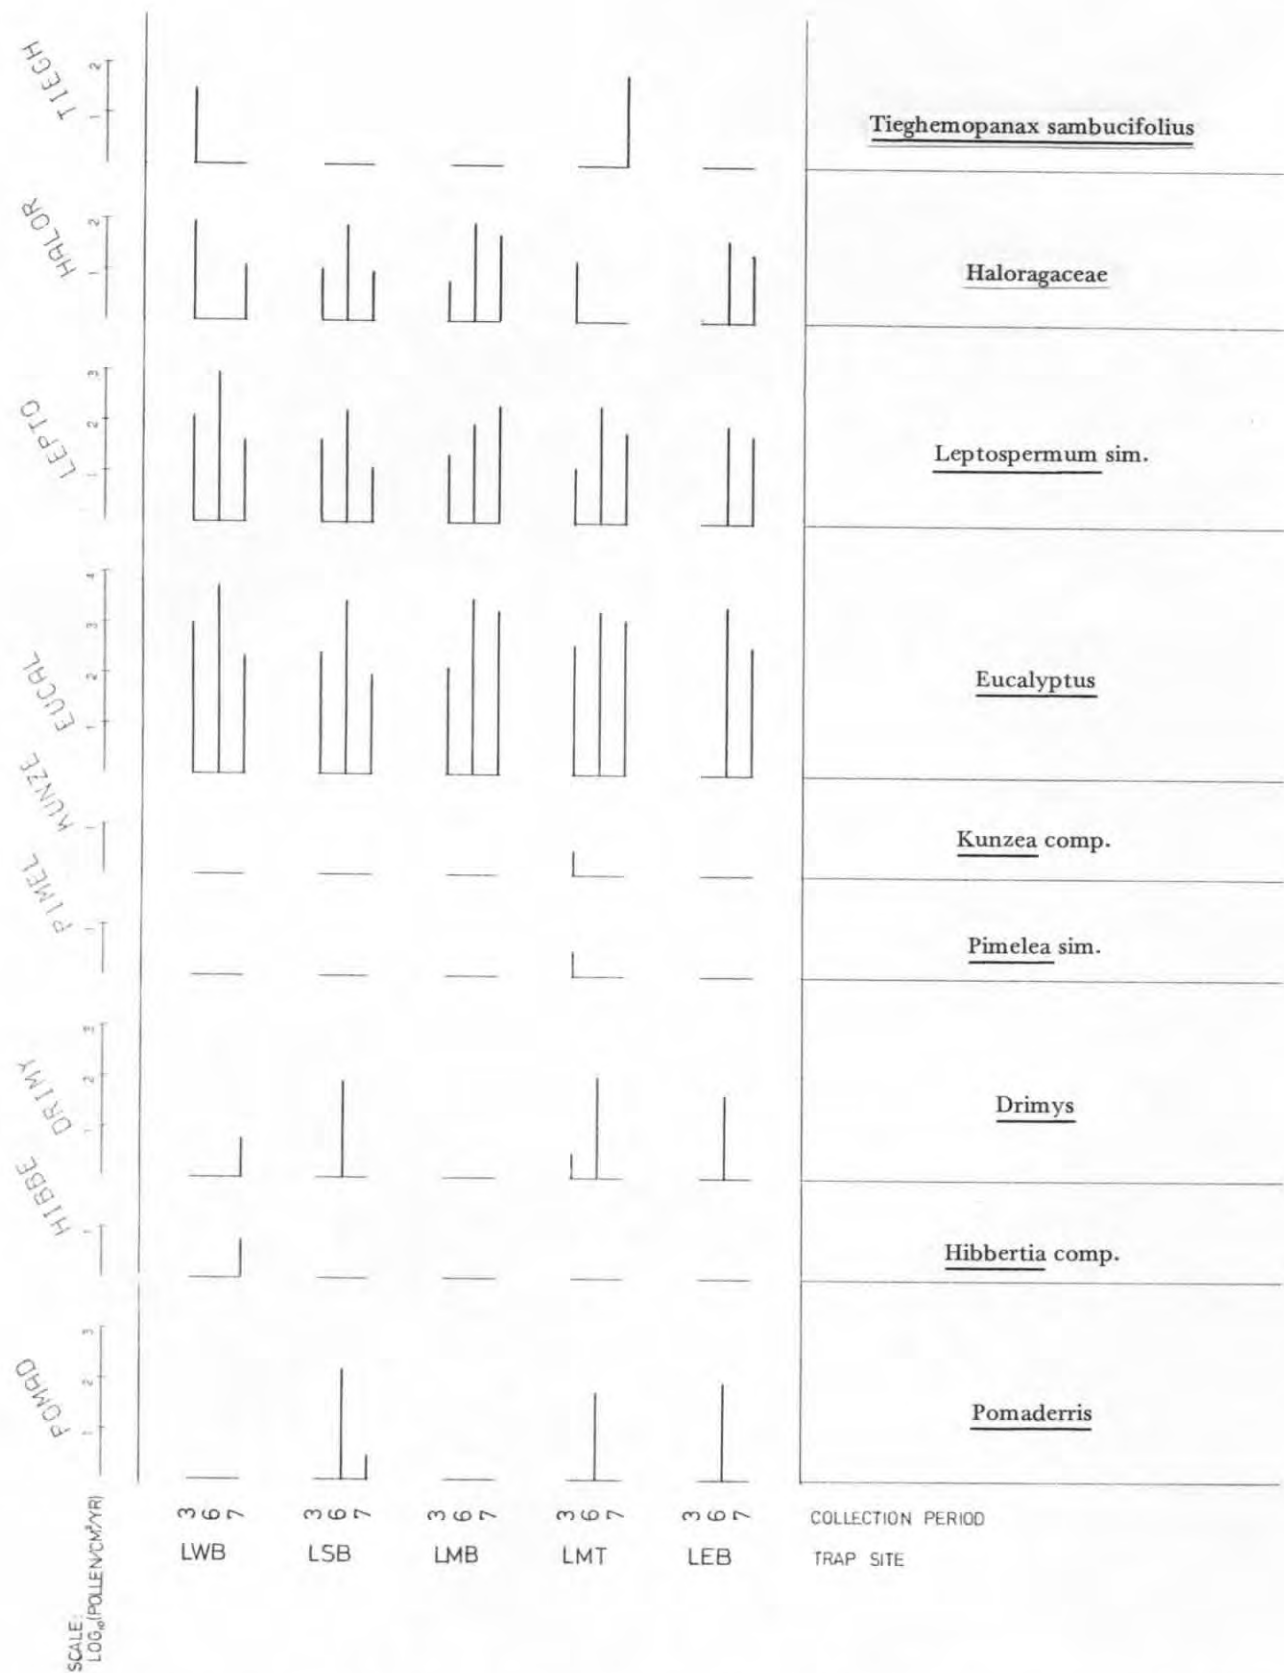 TIEGH
2
1
Tieghemopanax sambucifolius
HALOR
2
1
Haloragaceae
LEPTO
3
2
1
Leptospermum sim.
EUCAL
4
3
2
1
Eucalyptus
KUNZE
1
Kunzea comp.
PIMEL
1
Pimelea sim.
DRIMY
3
2
1
Drimys
HIBBE
1
Hibbertia comp.
POMAD
3
2
1
Pomaderris
3 6 7 3 6 7 3 6 7 3 6 7 3 6 7 COLLECTION PERIOD
LWB LSB LMB LMT LEB TRAP SITE
SCALE:
LOG₁₀(POLLEN/CM²/YR)